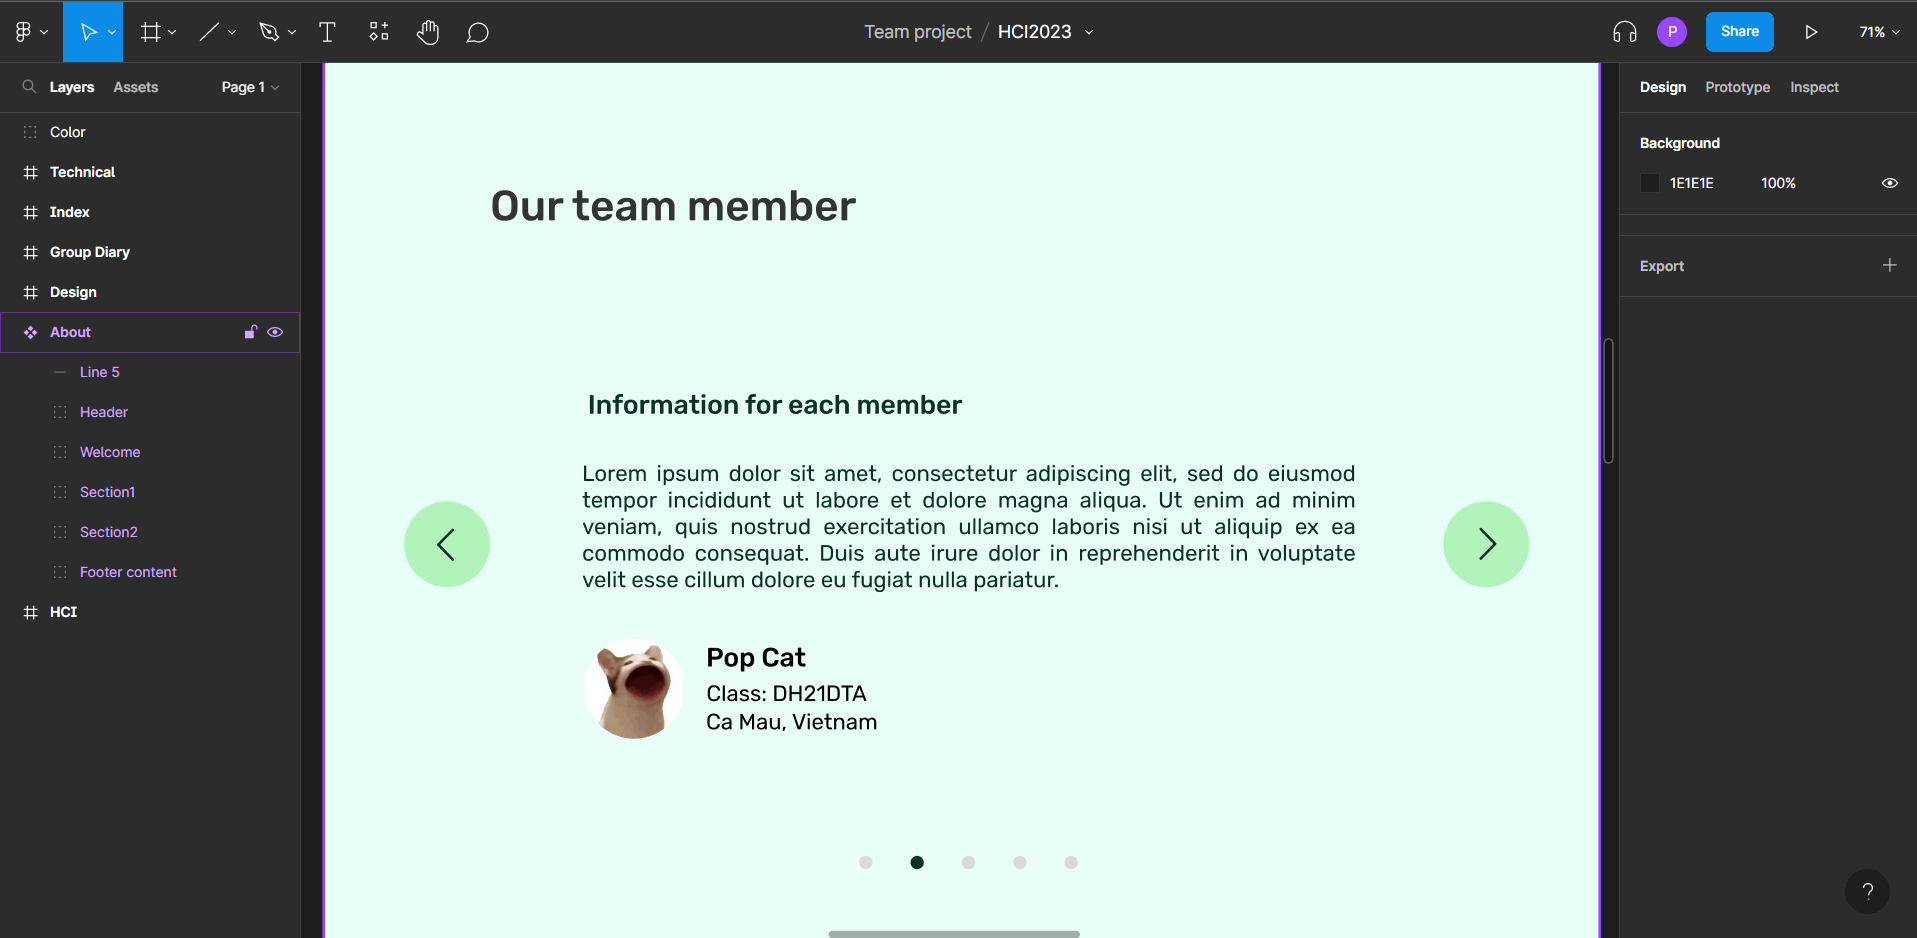 Team project / HCI2023
P
Share
71%
Layers
Assets
Page 1
Color
Technical
Index
Group Diary
Design
About
Line 5
Header
Welcome
Section1
Section2
Footer content
HCI
Our team member
Information for each member
Lorem ipsum dolor sit amet, consectetur adipiscing elit, sed do eiusmod
tempor incididunt ut labore et dolore magna aliqua. Ut enim ad minim
veniam, quis nostrud exercitation ullamco laboris nisi ut aliquip ex ea
commodo consequat. Duis aute irure dolor in reprehenderit in voluptate
velit esse cillum dolore eu fugiat nulla pariatur.
Pop Cat
Class: DH21DTA
Ca Mau, Vietnam
Design
Prototype
Inspect
Background
1E1E1E
100%
Export
?